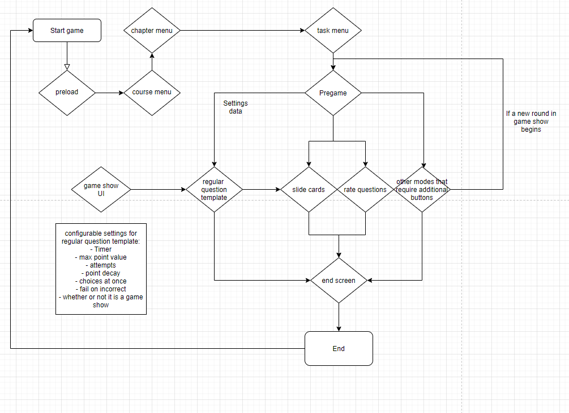 Start game
chapter menu
task menu
preload
course menu
Pregame
Settings
data
If a new round in
game show
begins
game show
UI
regular
question
template
slide cards
rate questions
other modes that
require additional
buttons
configurable settings for
regular question template:
- Timer
- max point value
- attempts
- point decay
- choices at once
- fail on incorrect
- whether or not it is a game
show
end screen
End